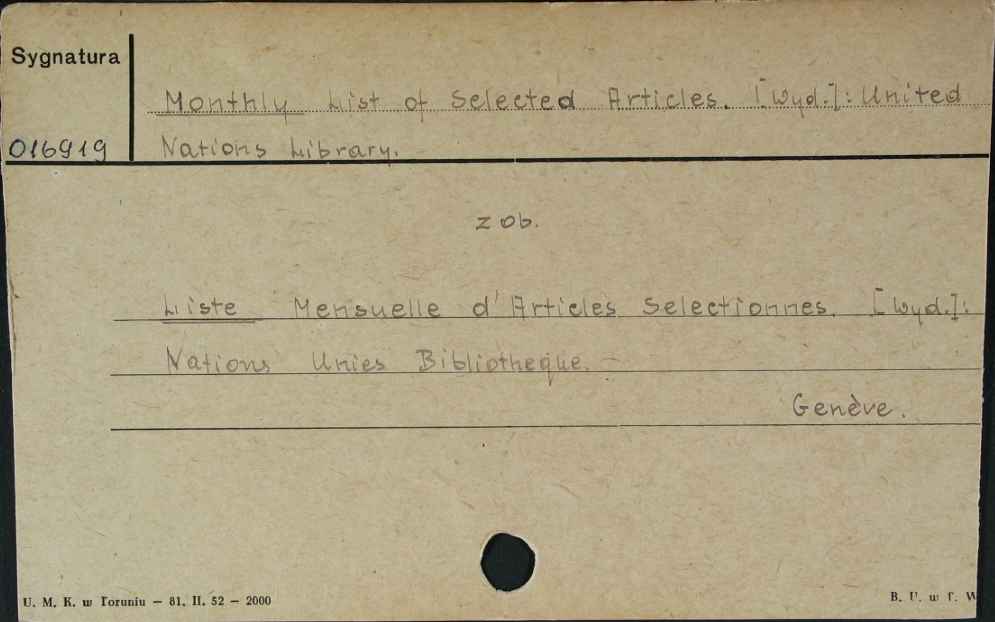 Sygnatura
Monthly List of Selected Articles. [Wyd.]: United
016919 Nations Library.
zob.
Liste Mensuelle d'Articles Selectionnes. [Wyd.]:
Nations Unies Bibliotheque. –
Genève.
U. M. K. w Toruniu – 81. II. 52 – 2000
B. U. w T. W